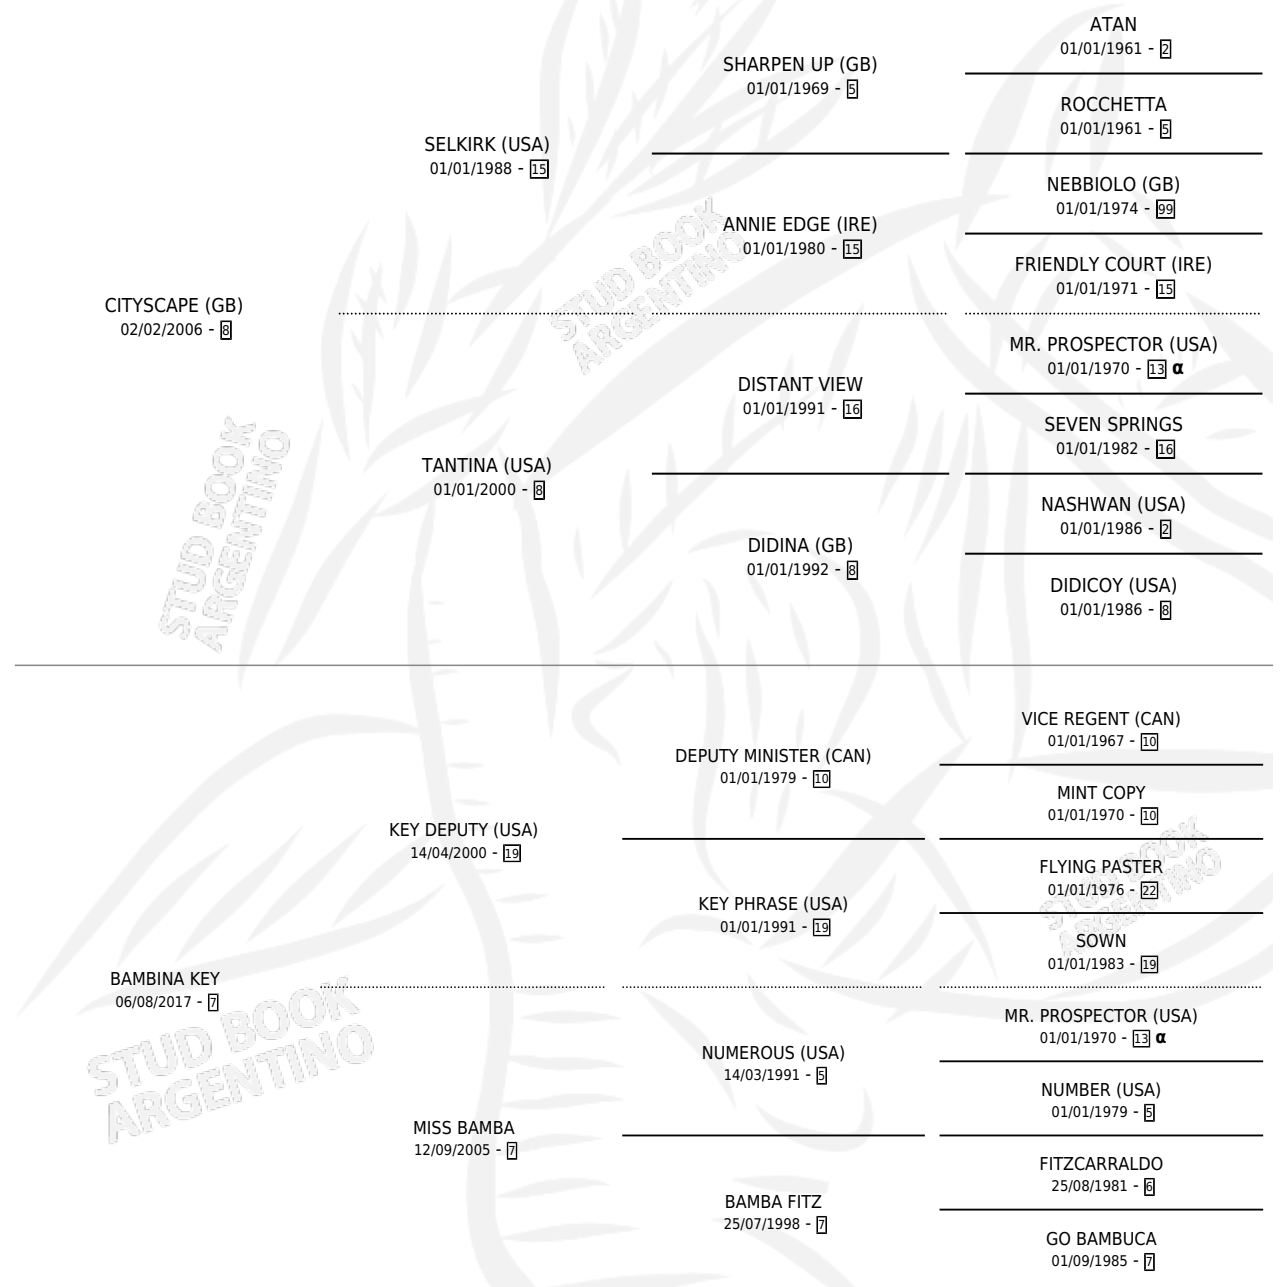 ATAN
01/01/1961 - 2
SHARPEN UP (GB)
01/01/1969 - 5
ROCCHETTA
01/01/1961 - 5
SELKIRK (USA)
01/01/1988 - 15
NEBBIOLO (GB)
01/01/1974 - 99
ANNIE EDGE (IRE)
01/01/1980 - 15
FRIENDLY COURT (IRE)
01/01/1971 - 15
CITYSCAPE (GB)
02/02/2006 - 8
MR. PROSPECTOR (USA)
01/01/1970 - 13 α
DISTANT VIEW
01/01/1991 - 16
SEVEN SPRINGS
01/01/1982 - 16
TANTINA (USA)
01/01/2000 - 8
NASHWAN (USA)
01/01/1986 - 2
DIDINA (GB)
01/01/1992 - 8
DIDICOY (USA)
01/01/1986 - 8
VICE REGENT (CAN)
01/01/1967 - 10
DEPUTY MINISTER (CAN)
01/01/1979 - 10
MINT COPY
01/01/1970 - 10
KEY DEPUTY (USA)
14/04/2000 - 19
FLYING PASTER
01/01/1976 - 22
KEY PHRASE (USA)
01/01/1991 - 19
SOWN
01/01/1983 - 19
BAMBINA KEY
06/08/2017 - 7
MR. PROSPECTOR (USA)
01/01/1970 - 13 α
NUMEROUS (USA)
14/03/1991 - 5
NUMBER (USA)
01/01/1979 - 5
MISS BAMBA
12/09/2005 - 7
FITZCARRALDO
25/08/1981 - 6
BAMBA FITZ
25/07/1998 - 7
GO BAMBUCA
01/09/1985 - 7
STUD BOOK
ARGENTINO
STUD BOOK
ARGENTINO
STUD BOOK
ARGENTINO
STUD BOOK
ARGENTINO